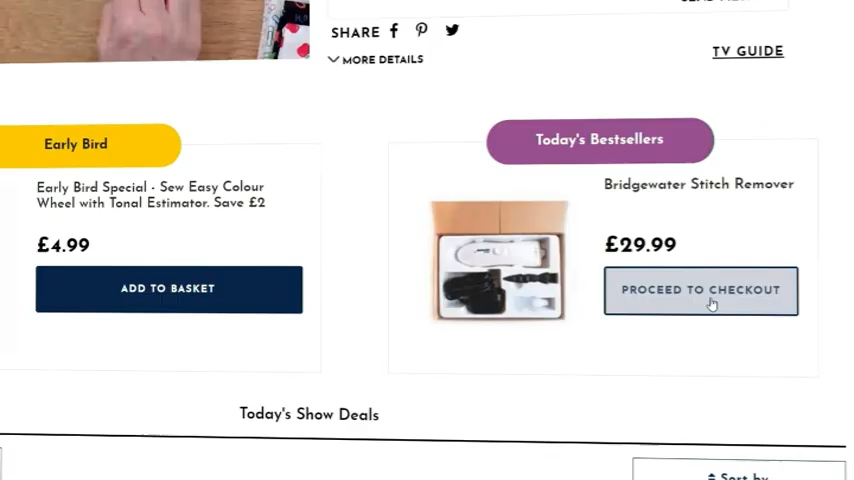 SHARE
MORE DETAILS
TV GUIDE
Early Bird
Early Bird Special - Sew Easy Colour
Wheel with Tonal Estimator. Save £2
£4.99
ADD TO BASKET
Today's Bestsellers
Bridgewater Stitch Remover
£29.99
PROCEED TO CHECKOUT
Today's Show Deals
Sort by